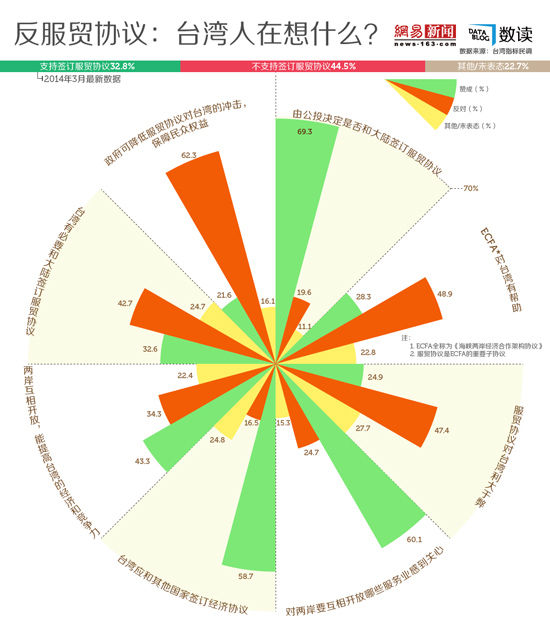 反服贸协议：台湾人在想什么？
網易 新闻
news·163.com
DATA BLOG 数读
数据来源：台湾指标民调
支持签订服贸协议32.8%
不支持签订服贸协议44.5%
其他/未表态22.7%
2014年3月最新数据
赞成（%）
反对（%）
其他/未表态（%）
由公投决定是否和大陆签订服贸协议
69.3
19.6
11.1
70%
ECFA*对台湾有帮助
28.3
48.9
22.8
注：
1. ECFA全称为《海峡两岸经济合作架构协议》
2. 服贸协议是ECFA的重要子协议
服贸协议对台湾利大于弊
24.9
47.4
27.7
对两岸要互相开放哪些服务业感到关心
60.1
24.7
15.3
台湾应和其他国家签订经济协议
58.7
16.5
24.8
两岸互相开放，能提高台湾的经济和竞争力
43.3
34.3
22.4
台湾有必要和大陆签订服贸协议
32.6
42.7
24.7
政府可降低服贸协议对台湾的冲击，
保障民众权益
21.6
62.3
16.1